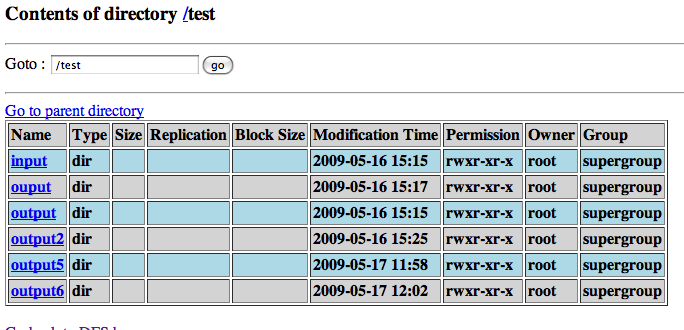 Contents of directory /test
Goto : /test go
Go to parent directory
Name Type Size Replication Block Size Modification Time Permission Owner Group
input dir 2009-05-16 15:15 rwxr-xr-x root supergroup
ouput dir 2009-05-16 15:17 rwxr-xr-x root supergroup
output dir 2009-05-16 15:15 rwxr-xr-x root supergroup
output2 dir 2009-05-16 15:25 rwxr-xr-x root supergroup
output5 dir 2009-05-17 11:58 rwxr-xr-x root supergroup
output6 dir 2009-05-17 12:02 rwxr-xr-x root supergroup